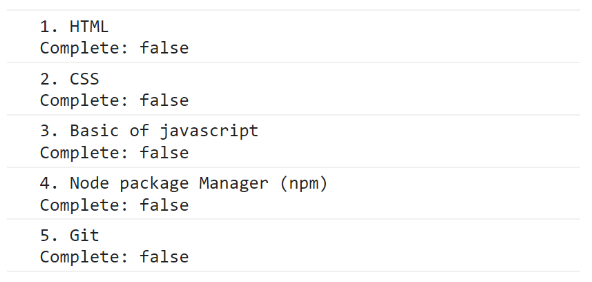 1. HTML
Complete: false
2. CSS
Complete: false
3. Basic of javascript
Complete: false
4. Node package Manager (npm)
Complete: false
5. Git
Complete: false